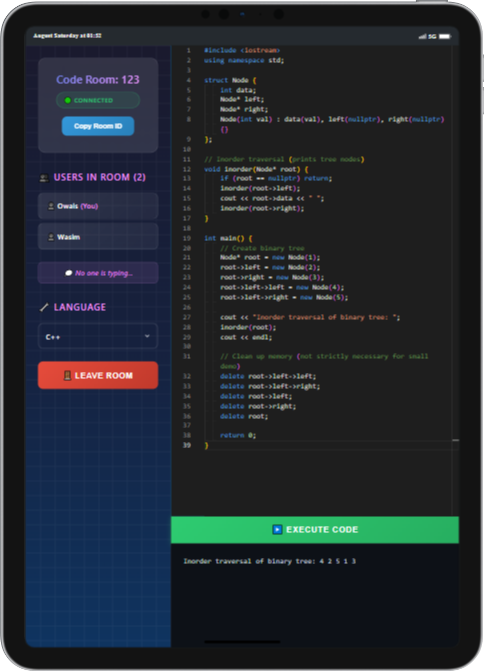 August Saturday at 01:52
5G
Code Room: 123
CONNECTED
Copy Room ID
USERS IN ROOM (2)
Owais (You)
Wasim
No one is typing...
LANGUAGE
C++
LEAVE ROOM
1 #include <iostream>
2 using namespace std;
3
4 struct Node {
5 int data;
6 Node* left;
7 Node* right;
8 Node(int val) : data(val), left(nullptr), right(nullptr)
{}
9 };
10
11 // Inorder traversal (prints tree nodes)
12 void inorder(Node* root) {
13 if (root == nullptr) return;
14 inorder(root->left);
15 cout << root->data << " ";
16 inorder(root->right);
17 }
18
19 int main() {
20 // Create binary tree
21 Node* root = new Node(1);
22 root->left = new Node(2);
23 root->right = new Node(3);
24 root->left->left = new Node(4);
25 root->left->right = new Node(5);
26
27 cout << "Inorder traversal of binary tree: ";
28 inorder(root);
29 cout << endl;
30
31 // Clean up memory (not strictly necessary for small
demo)
32 delete root->left->left;
33 delete root->left->right;
34 delete root->left;
35 delete root->right;
36 delete root;
37
38 return 0;
39 }
EXECUTE CODE
Inorder traversal of binary tree: 4 2 5 1 3